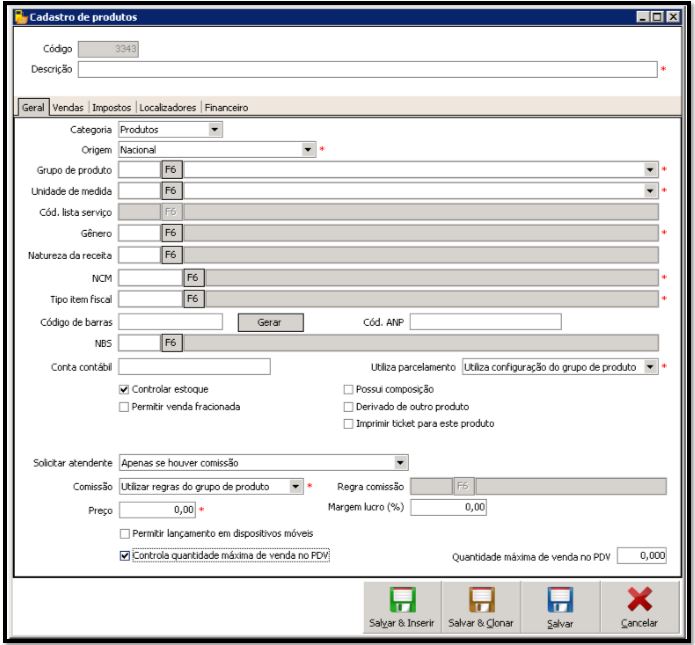 Cadastro de produtos
Código 3343
Descrição *
Geral Vendas Impostos Localizadores Financeiro
Categoria Produtos
Origem Nacional *
Grupo de produto F6 *
Unidade de medida F6 *
Cód. lista serviço F6
Gênero F6 *
Natureza da receita F6
NCM F6 *
Tipo item fiscal F6 *
Código de barras Gerar Cód. ANP
NBS F6
Conta contábil Utiliza parcelamento Utiliza configuração do grupo de produto *
Controlar estoque Possui composição
Permitir venda fracionada Derivado de outro produto
Imprimir ticket para este produto
Solicitar atendente Apenas se houver comissão
Comissão Utilizar regras do grupo de produto * Regra comissão F6
Preço 0,00 * Margem lucro (%) 0,00
Permitir lançamento em dispositivos móveis
Controla quantidade máxima de venda no PDV Quantidade máxima de venda no PDV 0,000
Salvar & Inserir Salvar & Clonar Salvar Cancelar